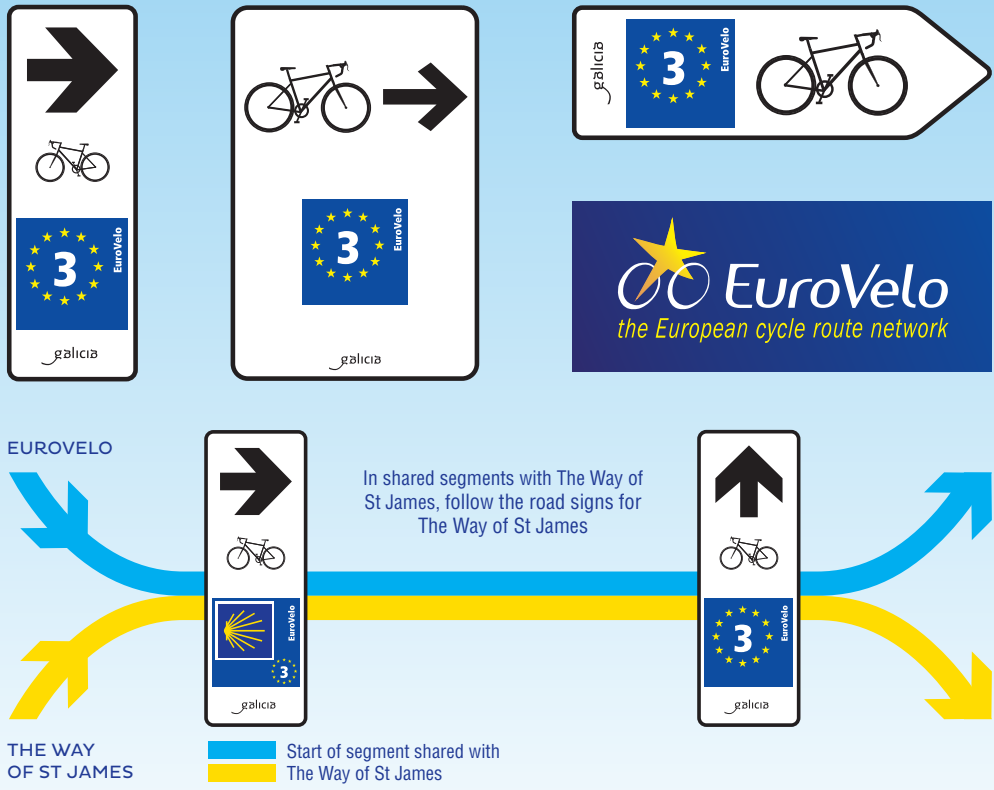 3
EuroVelo
galicia
3
EuroVelo
galicia
galicia
3
EuroVelo
EuroVelo
the European cycle route network
EUROVELO
In shared segments with The Way of
St James, follow the road signs for
The Way of St James
EuroVelo
3
galicia
3
EuroVelo
galicia
THE WAY
OF ST JAMES
Start of segment shared with
The Way of St James